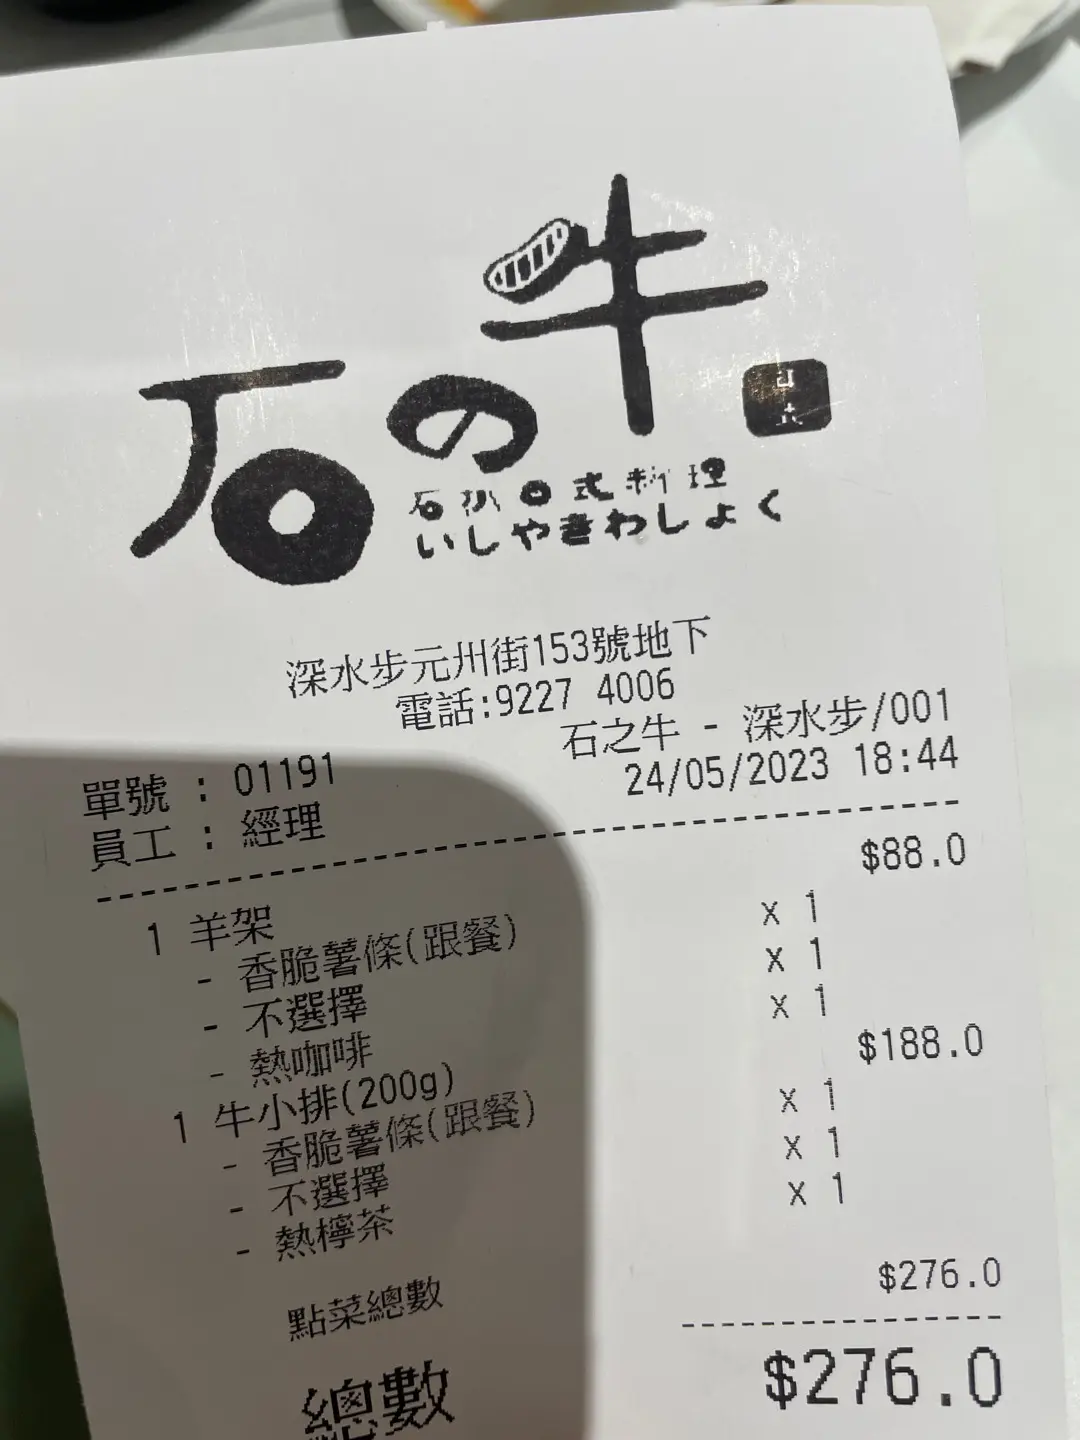 石の牛
日式
石扒日式料理
いしやきわしょく
深水步元州街153號地下
電話:9227 4006
石之牛 - 深水步/001
單號 : 01191
24/05/2023 18:44
員工 : 經理
1 羊架 $88.0
- 香脆薯條(跟餐) x 1
- 不選擇 x 1
- 熱咖啡 x 1
1 牛小排(200g) $188.0
- 香脆薯條(跟餐) x 1
- 不選擇 x 1
- 熱檸茶 x 1
點菜總數 $276.0
總數 $276.0